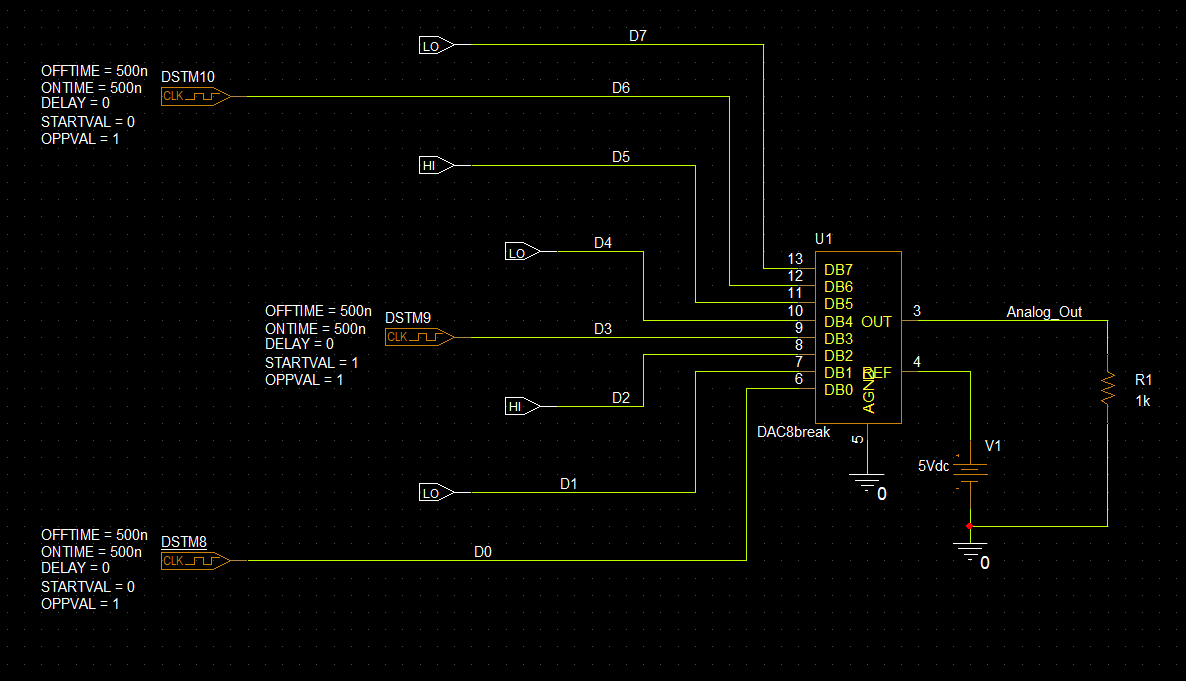 LO
D7
OFFTIME = 500n
ONTIME = 500n
DELAY = 0
STARTVAL = 0
OPPVAL = 1
DSTM10
CLK
D6
HI
D5
LO
D4
OFFTIME = 500n
ONTIME = 500n
DELAY = 0
STARTVAL = 1
OPPVAL = 1
DSTM9
CLK
D3
HI
D2
LO
D1
OFFTIME = 500n
ONTIME = 500n
DELAY = 0
STARTVAL = 0
OPPVAL = 1
DSTM8
CLK
D0
U1
13 DB7
12 DB6
11 DB5
10 DB4 OUT 3
9 DB3
8 DB2
7 DB1 REF 4
6 DB0
AGND
5
DAC8break
0
Analog_Out
R1
1k
V1
5Vdc
+
-
0